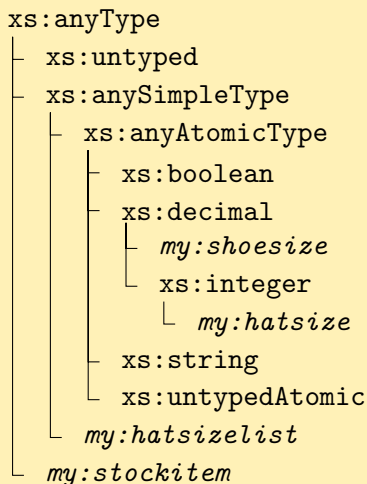 xs:anyType
xs:untyped
xs:anySimpleType
xs:anyAtomicType
xs:boolean
xs:decimal
my:shoesize
xs:integer
my:hatsize
xs:string
xs:untypedAtomic
my:hatsizelist
my:stockitem